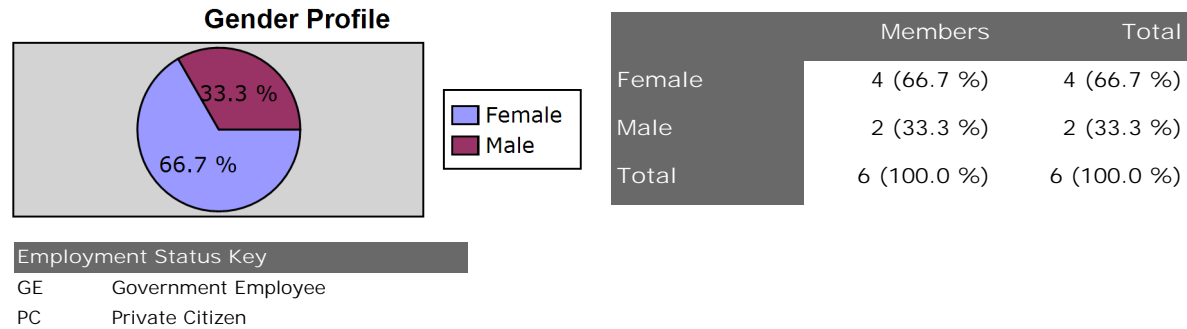 Gender Profile
33.3 %
66.7 %
Female
Male
Members Total
Female 4 (66.7 %) 4 (66.7 %)
Male 2 (33.3 %) 2 (33.3 %)
Total 6 (100.0 %) 6 (100.0 %)
Employment Status Key
GE Government Employee
PC Private Citizen